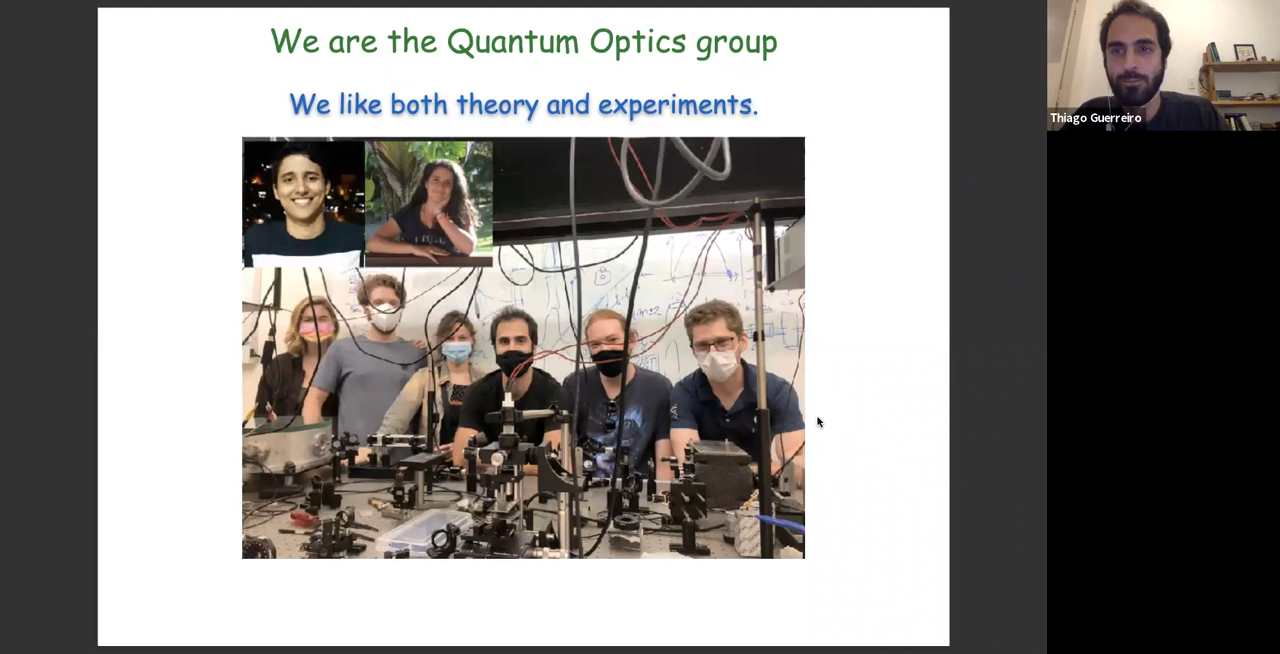 We are the Quantum Optics group
We like both theory and experiments.
Thiago Guerreiro